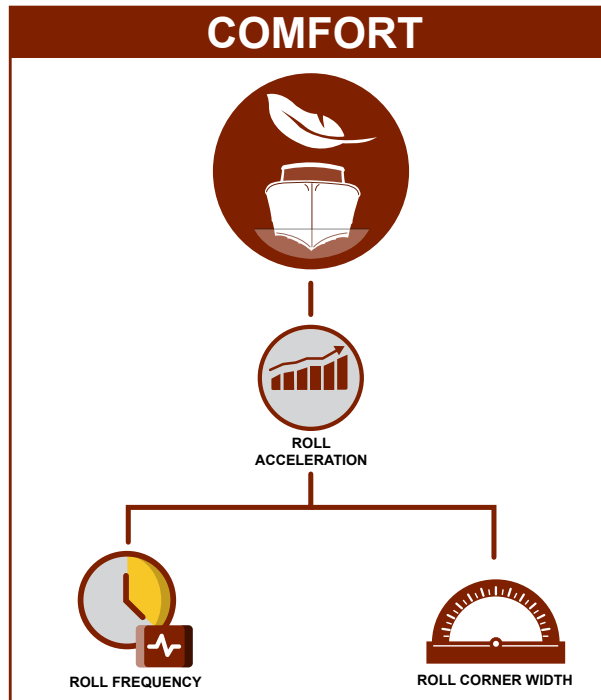 COMFORT
ROLL
ACCELERATION
ROLL FREQUENCY
ROLL CORNER WIDTH